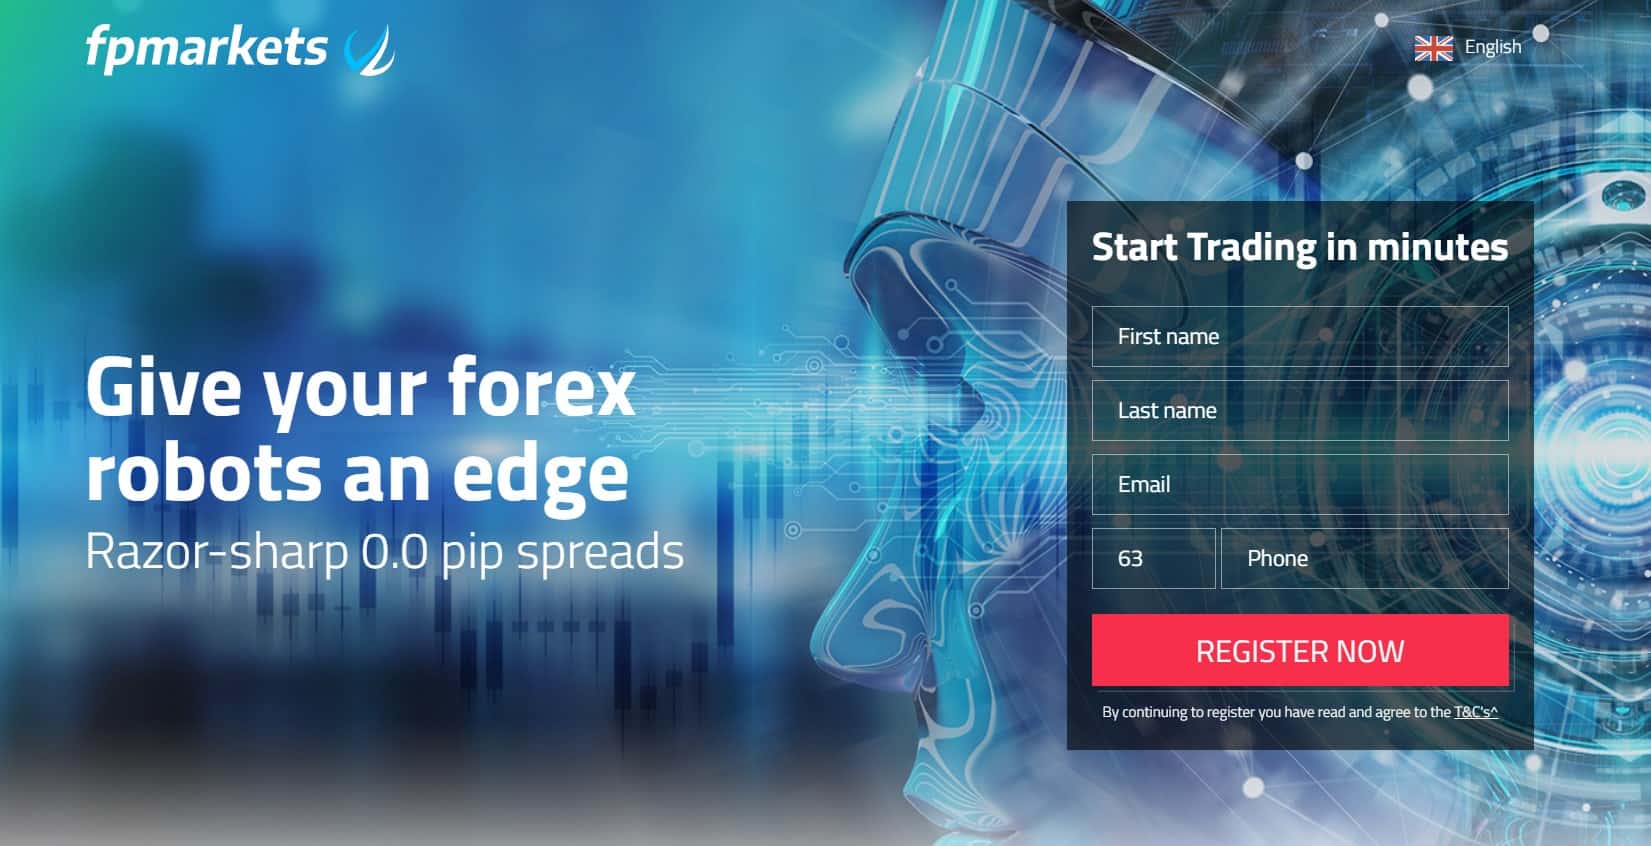 fpmarkets
English
Give your forex
robots an edge
Razor-sharp 0.0 pip spreads
Start Trading in minutes
First name
Last name
Email
63 Phone
REGISTER NOW
By continuing to register you have read and agree to the T&C's^